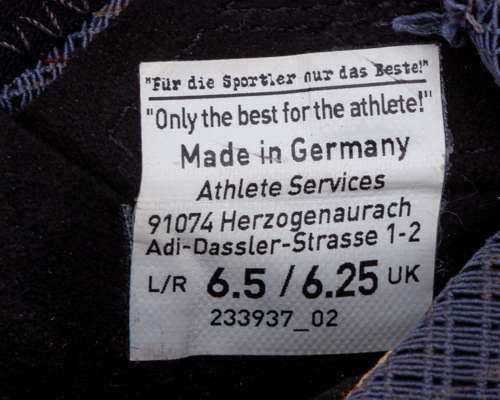 "Für die Sportler nur das Beste!"
"Only the best for the athlete!"
Made in Germany
Athlete Services
91074 Herzogenaurach
Adi-Dassler-Strasse 1-2
L/R 6.5 / 6.25 UK
233937_02